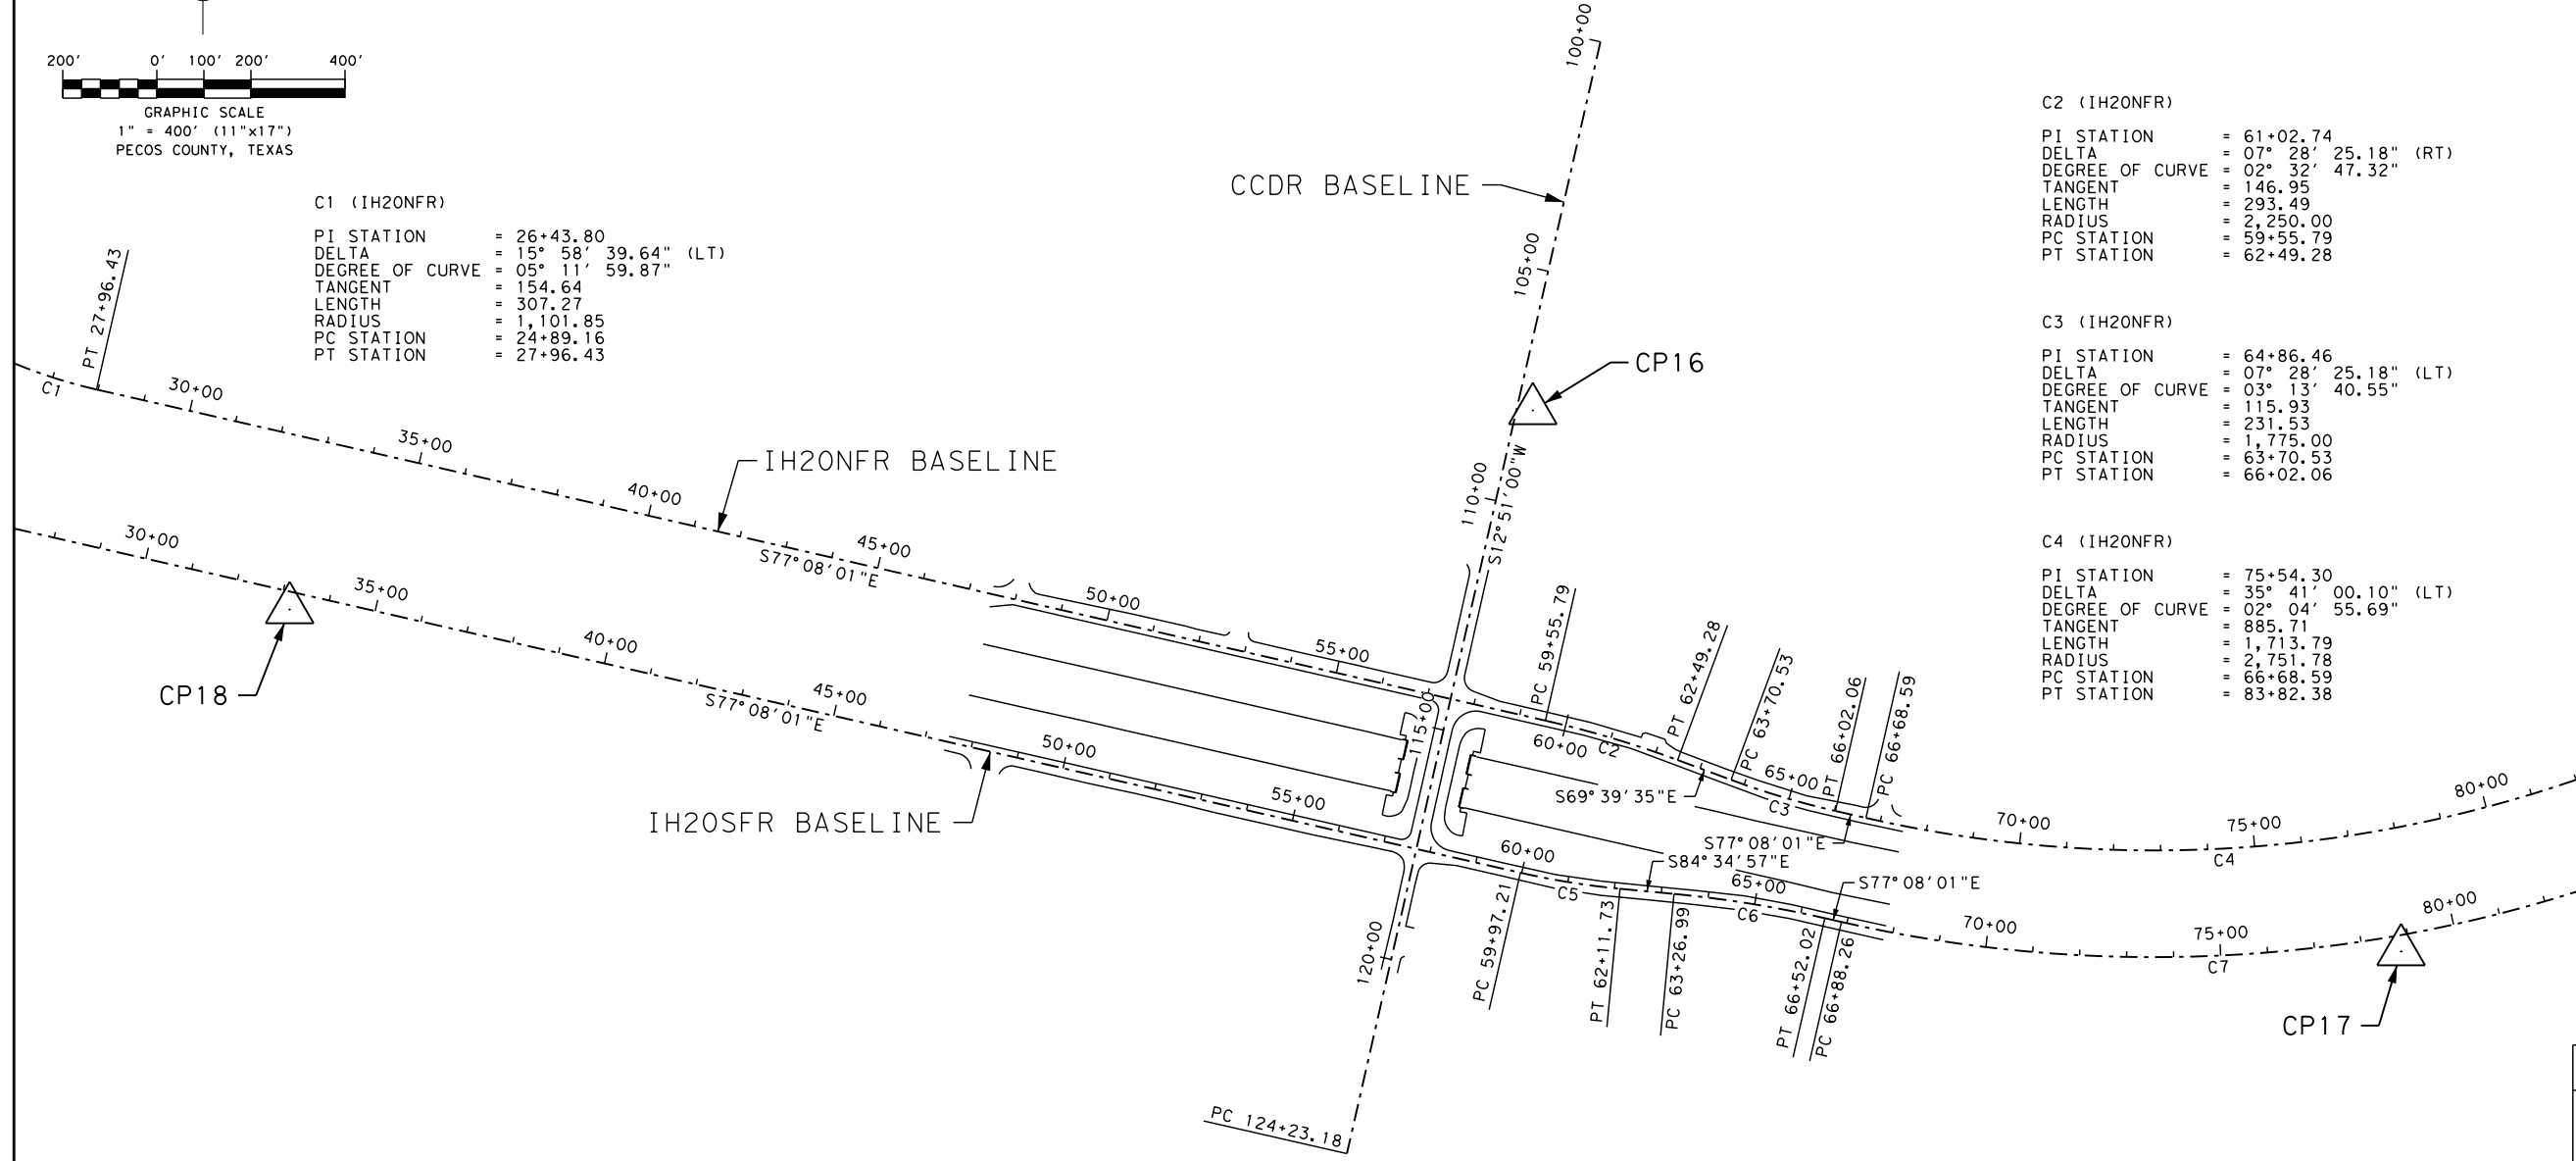 200' 0' 100' 200' 400'
GRAPHIC SCALE
1" = 400' (11"x17")
PECOS COUNTY, TEXAS
C1 (IH20NFR)
PI STATION = 26+43.80
DELTA = 15° 58' 39.64" (LT)
DEGREE OF CURVE = 05° 11' 59.87"
TANGENT = 154.64
LENGTH = 307.27
RADIUS = 1,101.85
PC STATION = 24+89.16
PT STATION = 27+96.43
C2 (IH20NFR)
PI STATION = 61+02.74
DELTA = 07° 28' 25.18" (RT)
DEGREE OF CURVE = 02° 32' 47.32"
TANGENT = 146.95
LENGTH = 293.49
RADIUS = 2,250.00
PC STATION = 59+55.79
PT STATION = 62+49.28
C3 (IH20NFR)
PI STATION = 64+86.46
DELTA = 07° 28' 25.18" (LT)
DEGREE OF CURVE = 03° 13' 40.55"
TANGENT = 115.93
LENGTH = 231.53
RADIUS = 1,775.00
PC STATION = 63+70.53
PT STATION = 66+02.06
C4 (IH20NFR)
PI STATION = 75+54.30
DELTA = 35° 41' 00.10" (LT)
DEGREE OF CURVE = 02° 04' 55.69"
TANGENT = 885.71
LENGTH = 1,713.79
RADIUS = 2,751.78
PC STATION = 66+68.59
PT STATION = 83+82.38
CCDR BASELINE
100+00
105+00
CP16
110+00
S12°51'00"W
115+00
120+00
PC 124+23.18
PT 27+96.43
C1
30+00
35+00
IH20NFR BASELINE
40+00
45+00
S77°08'01"E
50+00
55+00
PC 59+55.79
60+00
C2
PT 62+49.28
S69°39'35"E
PC 63+70.53
65+00
C3
PT 66+02.06
S77°08'01"E
PC 66+68.59
70+00
75+00
C4
80+00
30+00
CP18
35+00
40+00
S77°08'01"E
45+00
IH20SFR BASELINE
50+00
55+00
60+00
PC 59+97.21
C5
PT 62+11.73
S84°34'57"E
PC 63+26.99
65+00
C6
PT 66+52.02
S77°08'01"E
PC 66+88.26
70+00
75+00
C7
80+00
CP17